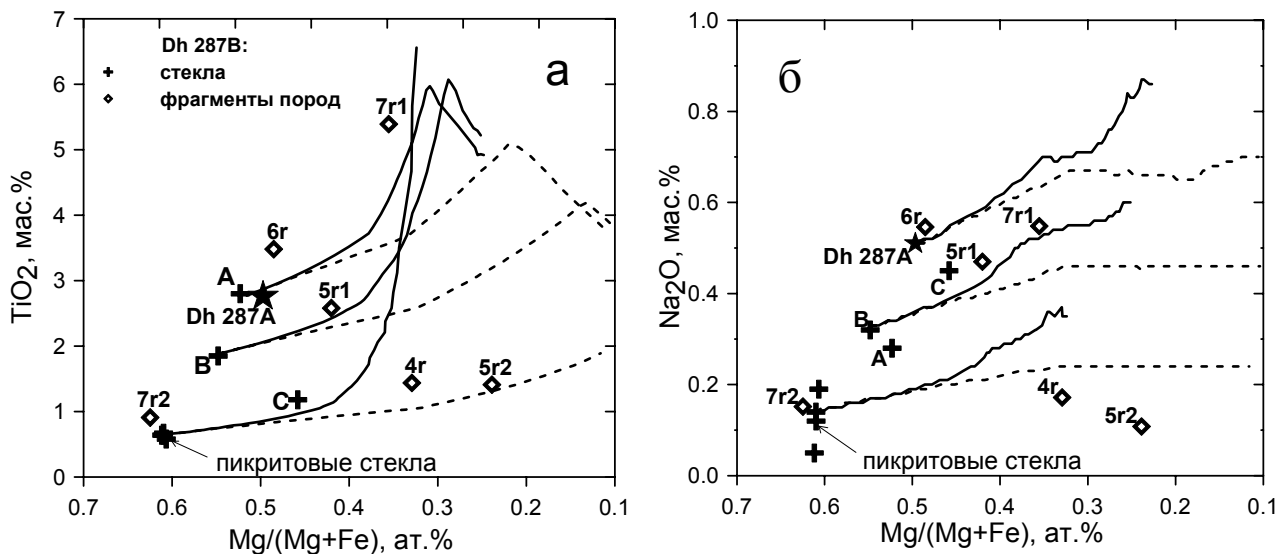 Dh 287B:
стекла
фрагменты пород
а
7r1
6r
A
Dh 287A
5r1
B
4r
5r2
C
7r2
пикритовые стекла
7
6
5
4
3
2
1
0
TiO2, мас.%
0.7 0.6 0.5 0.4 0.3 0.2 0.1
Mg/(Mg+Fe), ат.%
б
6r
7r1
Dh 287A
5r1
C
B
A
7r2
4r
5r2
пикритовые стекла
1.0
0.8
0.6
0.4
0.2
0.0
Na2O, мас.%
0.7 0.6 0.5 0.4 0.3 0.2 0.1
Mg/(Mg+Fe), ат.%